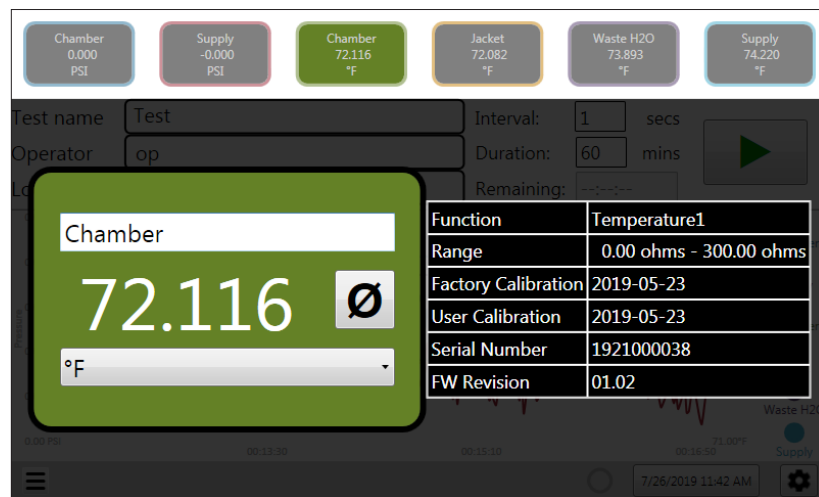 Chamber
0.000
PSI
Supply
-0.000
PSI
Chamber
72.116
°F
Jacket
72.082
°F
Waste H2O
73.893
°F
Supply
74.220
°F
Test name Test
Interval: 1 secs
Operator op
Duration: 60 mins
Lo
Remaining: --:--:--
Chamber
72.116 Ø
°F
Function Temperature1
Range 0.00 ohms - 300.00 ohms
Factory Calibration 2019-05-23
User Calibration 2019-05-23
Serial Number 1921000038
FW Revision 01.02
Pressure
Waste H2
0.00 PSI
71.00°F
Supply
00:13:30
00:15:10
00:16:50
7/26/2019 11:42 AM